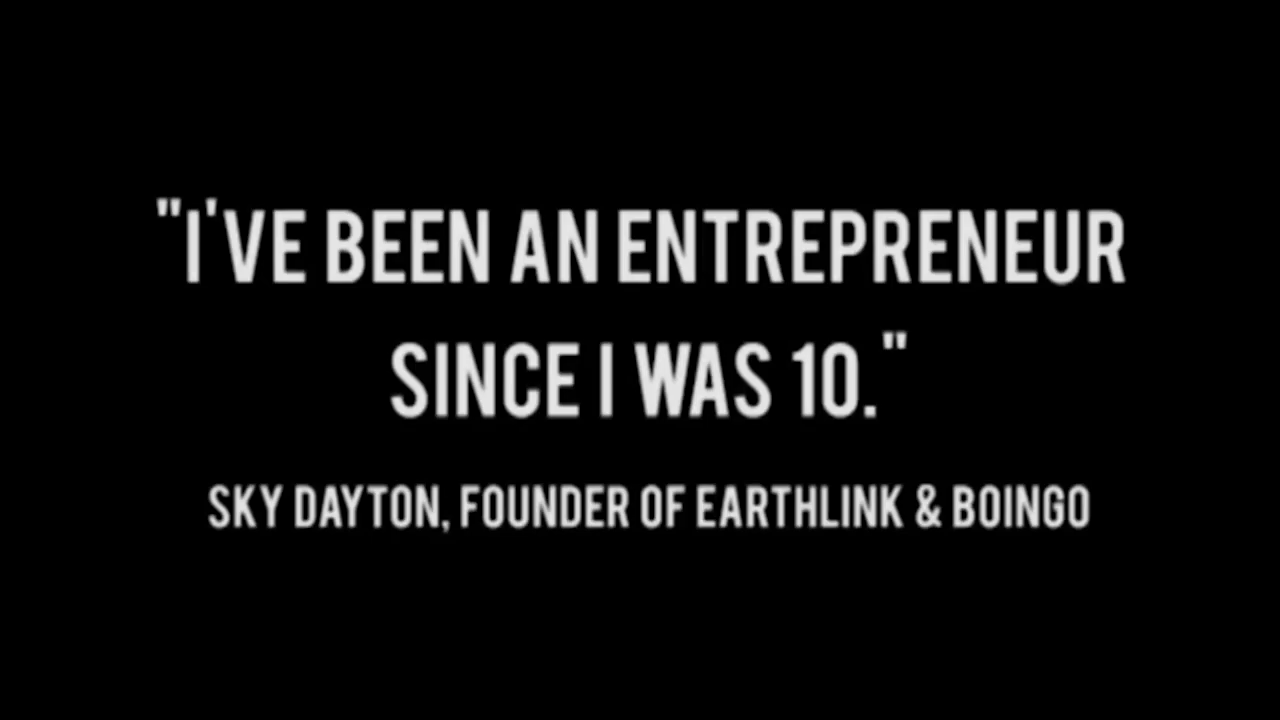 "I'VE BEEN AN ENTREPRENEUR
SINCE I WAS 10."
SKY DAYTON, FOUNDER OF EARTHLINK & BOINGO